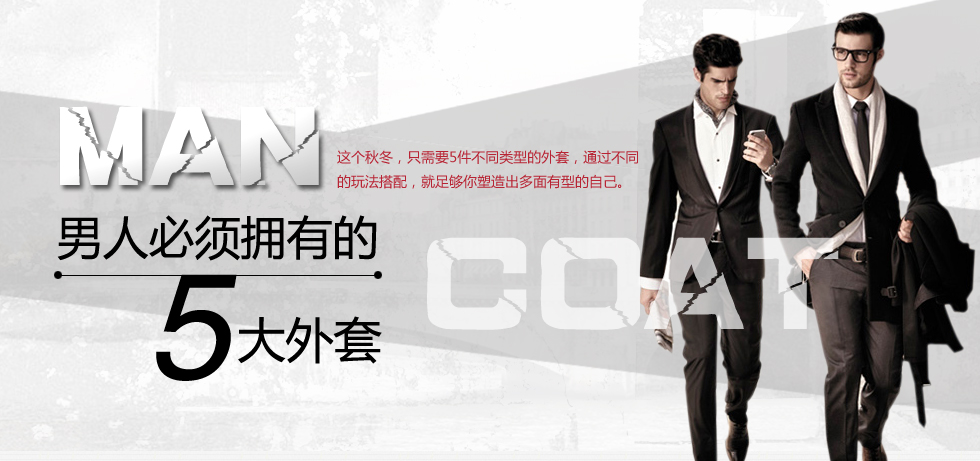 MAN
这个秋冬，只需要5件不同类型的外套，通过不同
的玩法搭配，就足够你塑造出多面有型的自己。
男人必须拥有的
5大外套
COAT